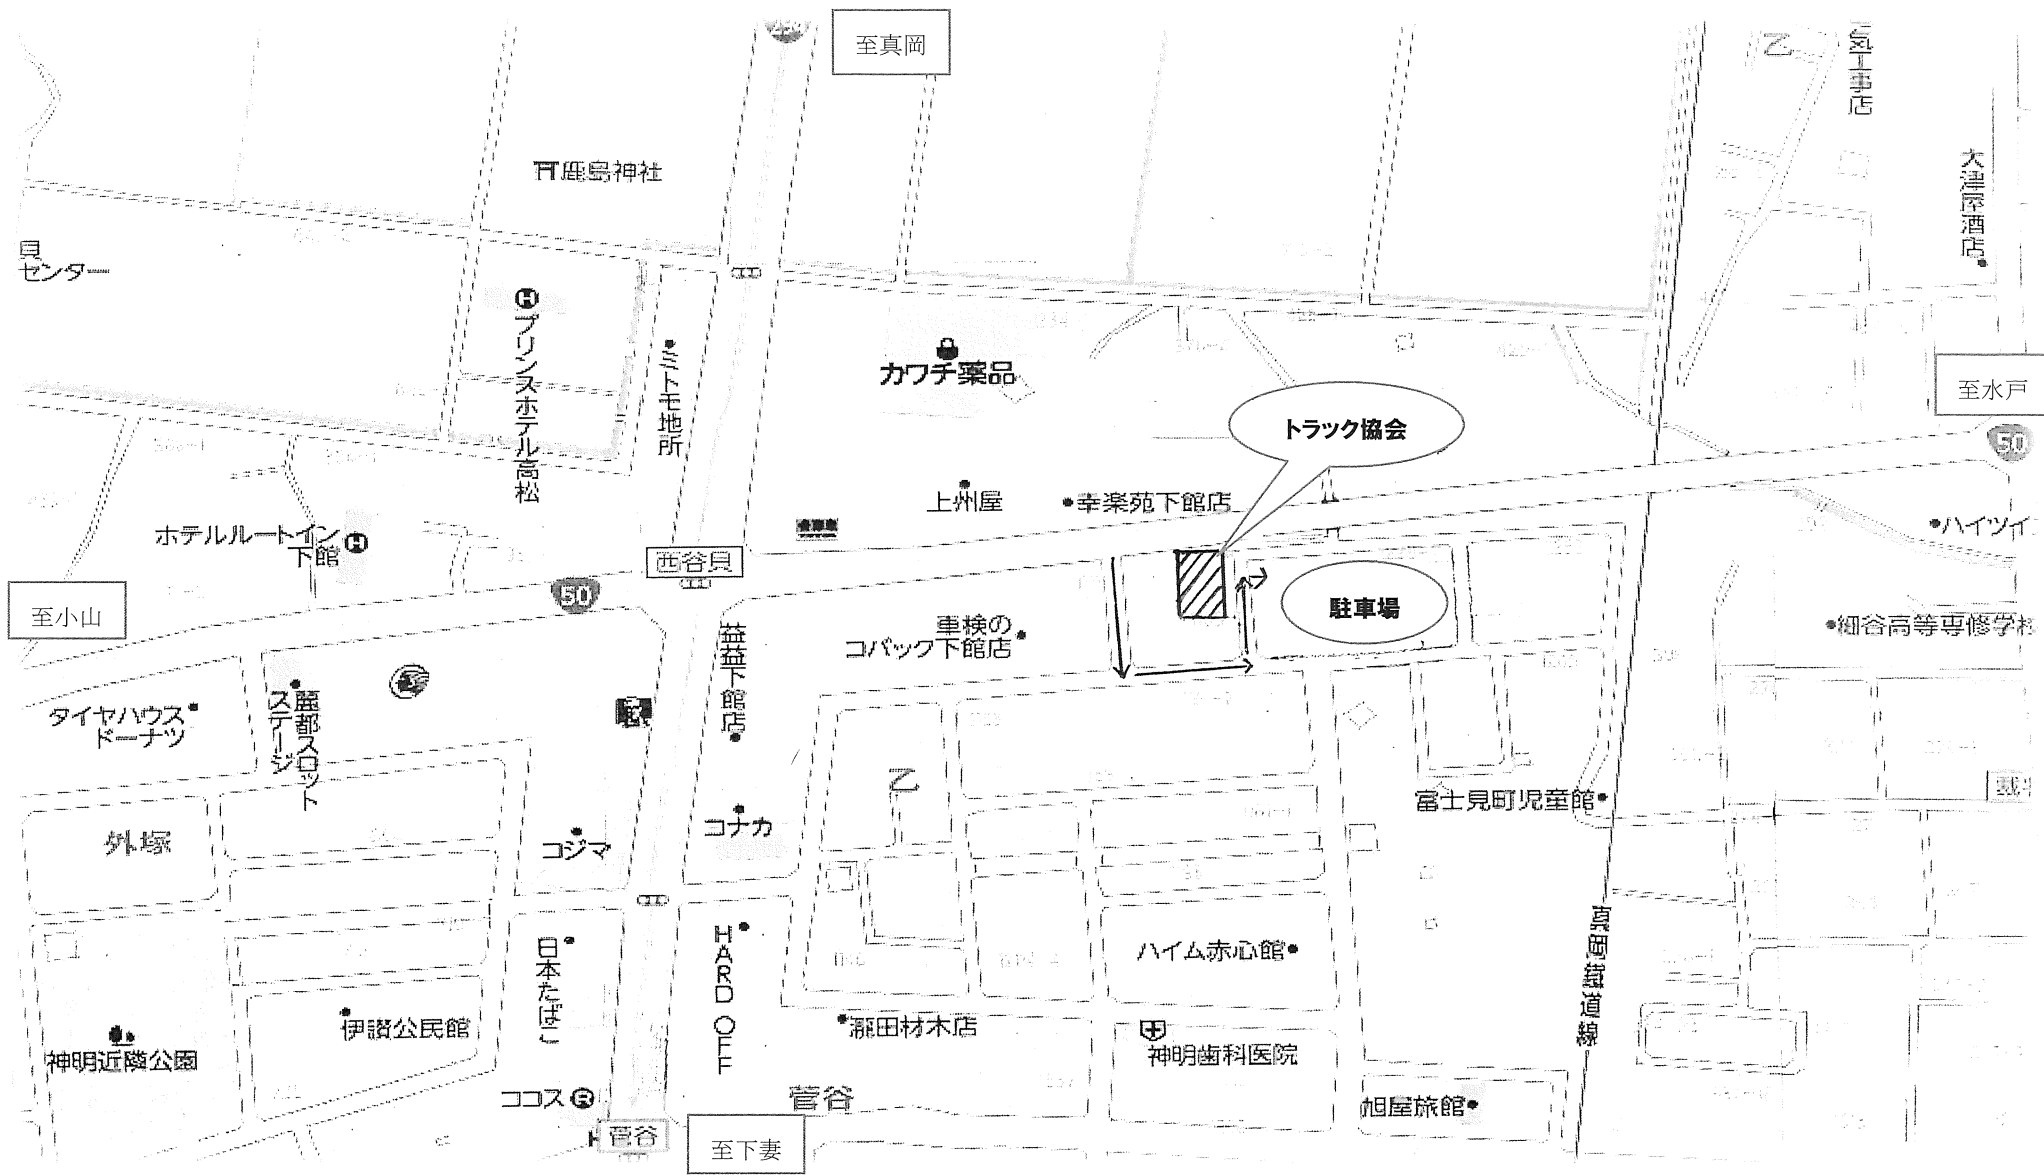 至真岡
鹿島神社
大津屋酒店
センター
プリンスホテル高松
ミトモ地所
カワチ薬品
至水戸
トラック協会
50
上州屋
幸楽苑下館店
ホテルルートイン
下館
西谷貝
ハイツイ
50
至小山
駐車場
車検の
コバック下館店
益益下館店
細谷高等専修学校
タイヤハウス
ドーナツ
麗都スロット
ステージ
富士見町児童館
外塚
コジマ
コナカ
日本たばこ
HARD OFF
ハイム赤心館
真岡鐵道線
伊讃公民館
瀧田材木店
神明近隣公園
神明歯科医院
ココス
菅谷
旭屋旅館
菅谷
至下妻